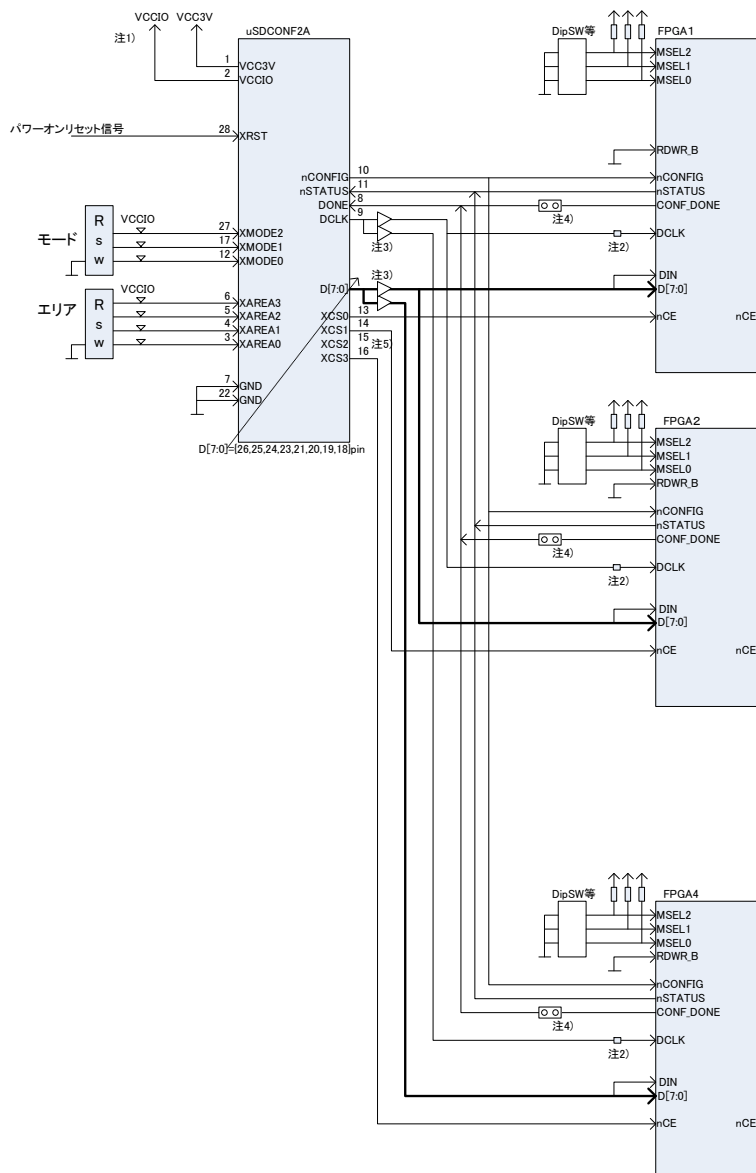 VCCIO VCC3V
注1)
uSDCONF2A
1
VCC3V
2
VCCIO
パワーオンリセット信号
28
XRST
nCONFIG
10
nSTATUS
11
DONE
8
DCLK
9
注3)
モード
R
s
w
VCCIO
27
XMODE2
17
XMODE1
12
XMODE0
エリア
R
s
w
VCCIO
6
XAREA3
5
XAREA2
4
XAREA1
3
XAREA0
D[7:0]
注3)
XCS0
13
XCS1
14
XCS2
15
注5)
XCS3
16
7
GND
22
GND
D[7:0]=[26,25,24,23,21,20,19,18]pin
DipSW等
FPGA1
MSEL2
MSEL1
MSEL0
RDWR_B
nCONFIG
nSTATUS
CONF_DONE
注4)
DCLK
注2)
DIN
D[7:0]
nCE
nCE
DipSW等
FPGA2
MSEL2
MSEL1
MSEL0
RDWR_B
nCONFIG
nSTATUS
CONF_DONE
注4)
DCLK
注2)
DIN
D[7:0]
nCE
nCE
DipSW等
FPGA4
MSEL2
MSEL1
MSEL0
RDWR_B
nCONFIG
nSTATUS
CONF_DONE
注4)
DCLK
注2)
DIN
D[7:0]
nCE
nCE